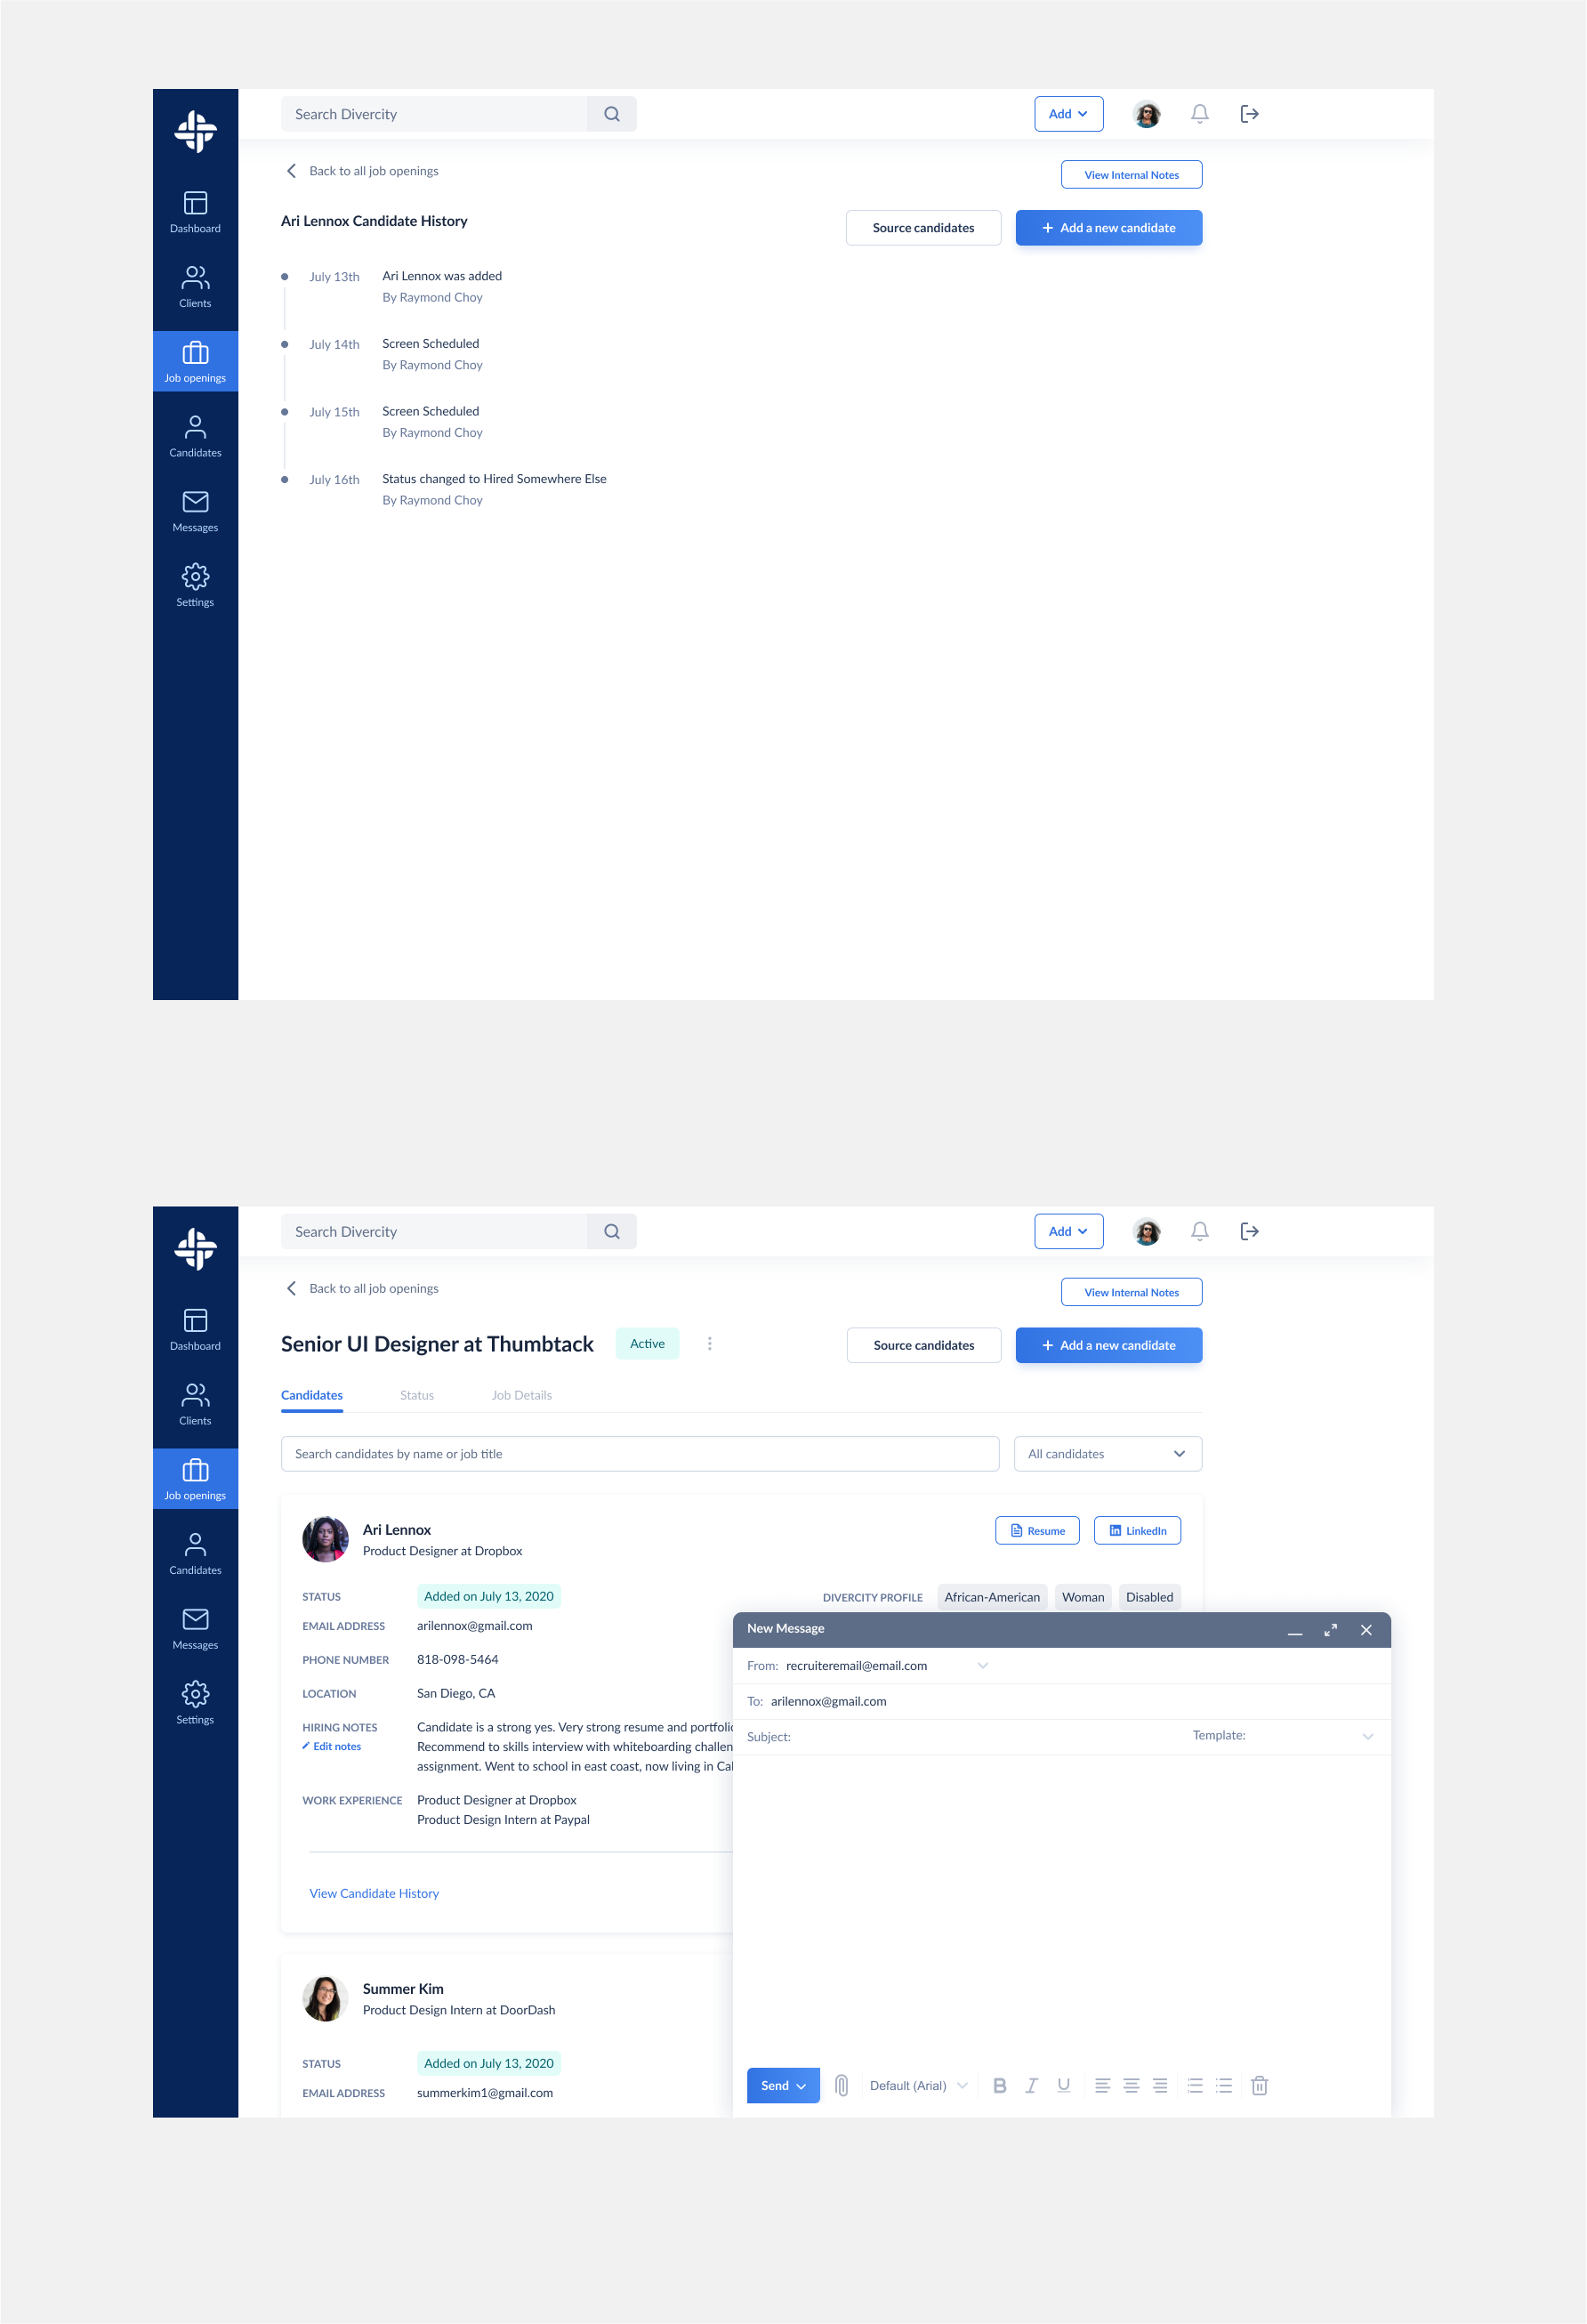 Search Divercity
Add
Back to all job openings
View Internal Notes
Ari Lennox Candidate History
Source candidates
+ Add a new candidate
Dashboard
Clients
Job openings
Candidates
Messages
Settings
July 13th Ari Lennox was added
By Raymond Choy
July 14th Screen Scheduled
By Raymond Choy
July 15th Screen Scheduled
By Raymond Choy
July 16th Status changed to Hired Somewhere Else
By Raymond Choy
Search Divercity
Add
Back to all job openings
View Internal Notes
Senior UI Designer at Thumbtack
Active
Source candidates
+ Add a new candidate
Dashboard
Clients
Job openings
Candidates
Messages
Settings
Candidates Status Job Details
Search candidates by name or job title
All candidates
Ari Lennox
Product Designer at Dropbox
Resume
LinkedIn
STATUS Added on July 13, 2020
DIVERCITY PROFILE African-American Woman Disabled
EMAIL ADDRESS arilennox@gmail.com
PHONE NUMBER 818-098-5464
LOCATION San Diego, CA
HIRING NOTES
Edit notes
Candidate is a strong yes. Very strong resume and
Recommend to skills interview with whiteboarding
assignment. Went to school in east coast, now living in
WORK EXPERIENCE Product Designer at Dropbox
Product Design Intern at Paypal
View Candidate History
Summer Kim
Product Design Intern at DoorDash
STATUS Added on July 13, 2020
EMAIL ADDRESS summerkim1@gmail.com
New Message
From: recruiteremail@email.com
To: arilennox@gmail.com
Subject:
Template:
Send
Default (Arial)
B I U